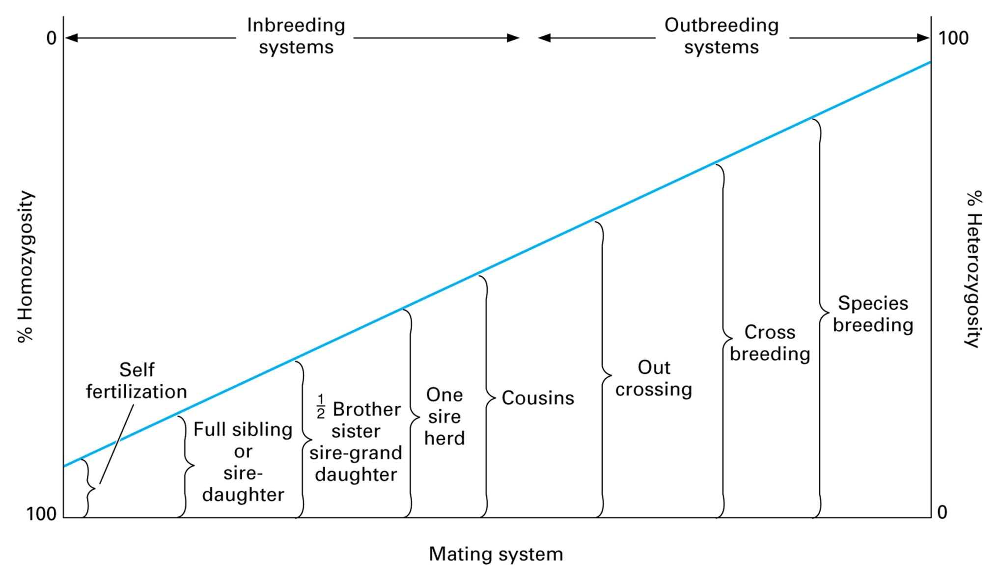 Inbreeding
systems
Outbreeding
systems
0
100
% Homozygosity
% Heterozygosity
Self
fertilization
Full sibling
or
sire-
daughter
1/2 Brother
sister
sire-grand
daughter
One
sire
herd
Cousins
Out
crossing
Cross
breeding
Species
breeding
100
0
Mating system